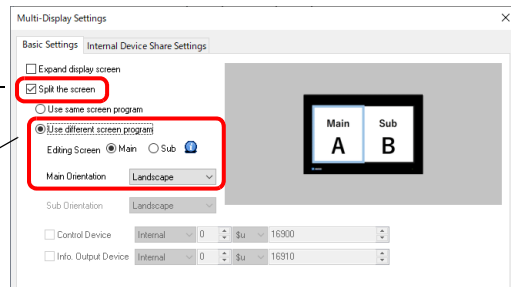 Multi-Display Settings
Basic Settings Internal Device Share Settings
Expand display screen
Split the screen
Use same screen program
Use different screen program
Editing Screen Main Sub
Main Orientation Landscape
Sub Orientation Landscape
Control Device Internal 0 $u 16900
Info. Output Device Internal 0 $u 16910
Main Sub
A B